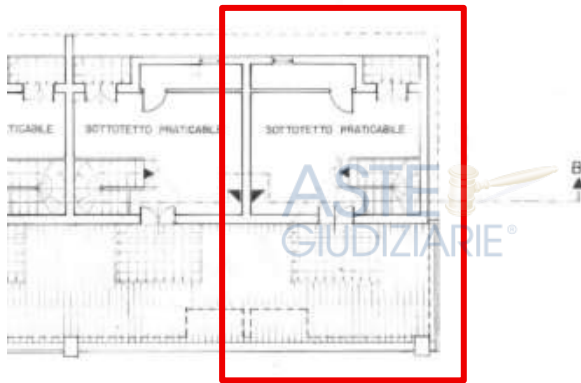 TICABILE
SOTTOTETTO PRATICABILE
SOTTOTETTO PRATICABILE
B
ASTE
GIUDIZIARIE®